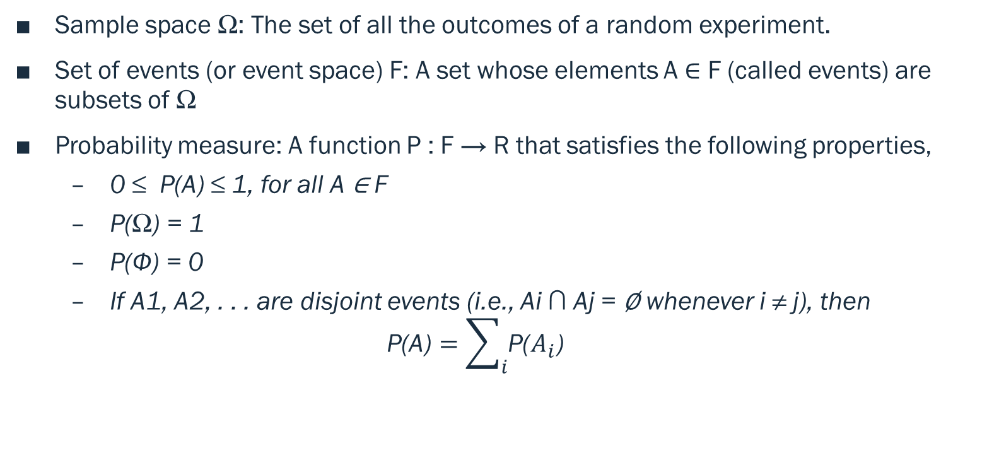 ▪ Sample space Ω: The set of all the outcomes of a random experiment.
▪ Set of events (or event space) F: A set whose elements A ∈ F (called events) are
subsets of Ω
▪ Probability measure: A function P : F → R that satisfies the following properties,
– 0 ≤ P(A) ≤ 1, for all A ∈ F
– P(Ω) = 1
– P(Φ) = 0
– If A1, A2, . . . are disjoint events (i.e., Ai ∩ Aj = ∅ whenever i ≠ j), then
P(A) = ∑ᵢ P(Aᵢ)